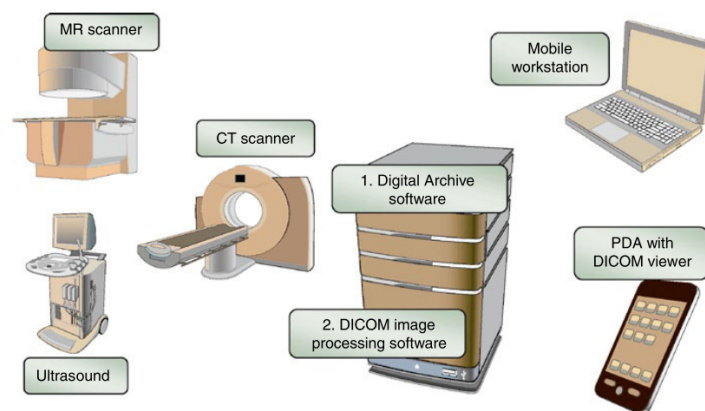 MR scanner
CT scanner
Ultrasound
1. Digital Archive
software
2. DICOM image
processing software
Mobile
workstation
PDA with
DICOM viewer